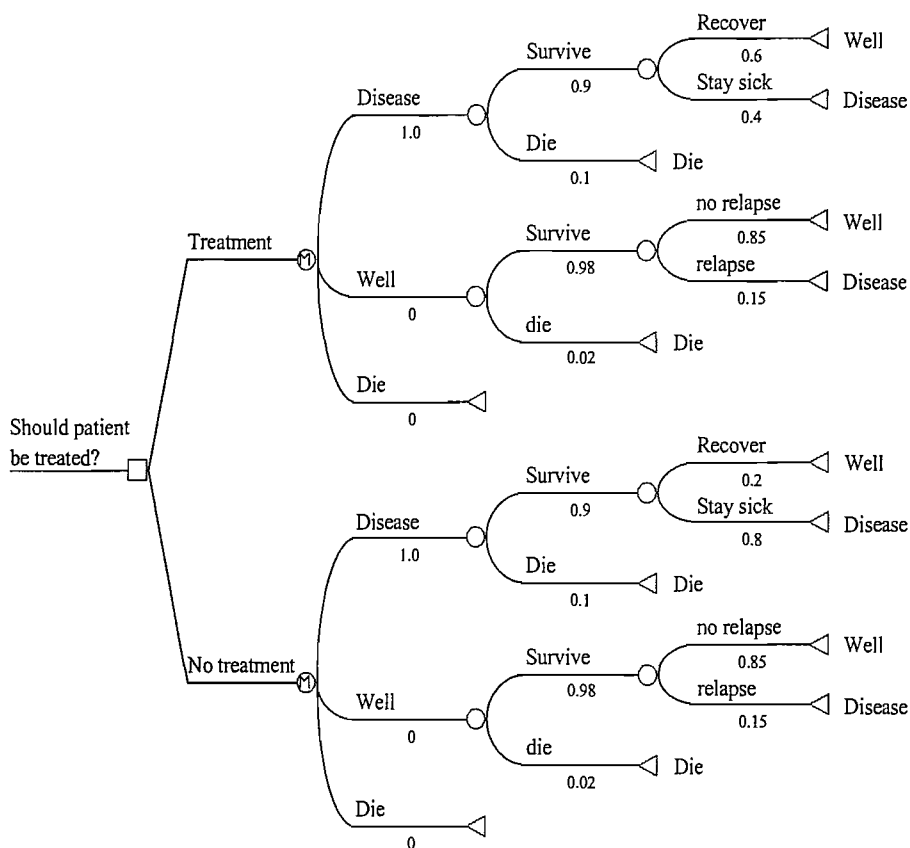 Recover
0.6
Well
Survive
0.9
Stay sick
0.4
Disease
Disease
1.0
Die
0.1
Die
no relapse
0.85
Well
Treatment
M
Survive
0.98
relapse
0.15
Disease
Well
0
die
0.02
Die
Die
0
Should patient
be treated?
Recover
0.2
Well
Survive
0.9
Stay sick
0.8
Disease
Disease
1.0
Die
0.1
Die
no relapse
0.85
Well
No treatment
M
Survive
0.98
relapse
0.15
Disease
Well
0
die
0.02
Die
Die
0